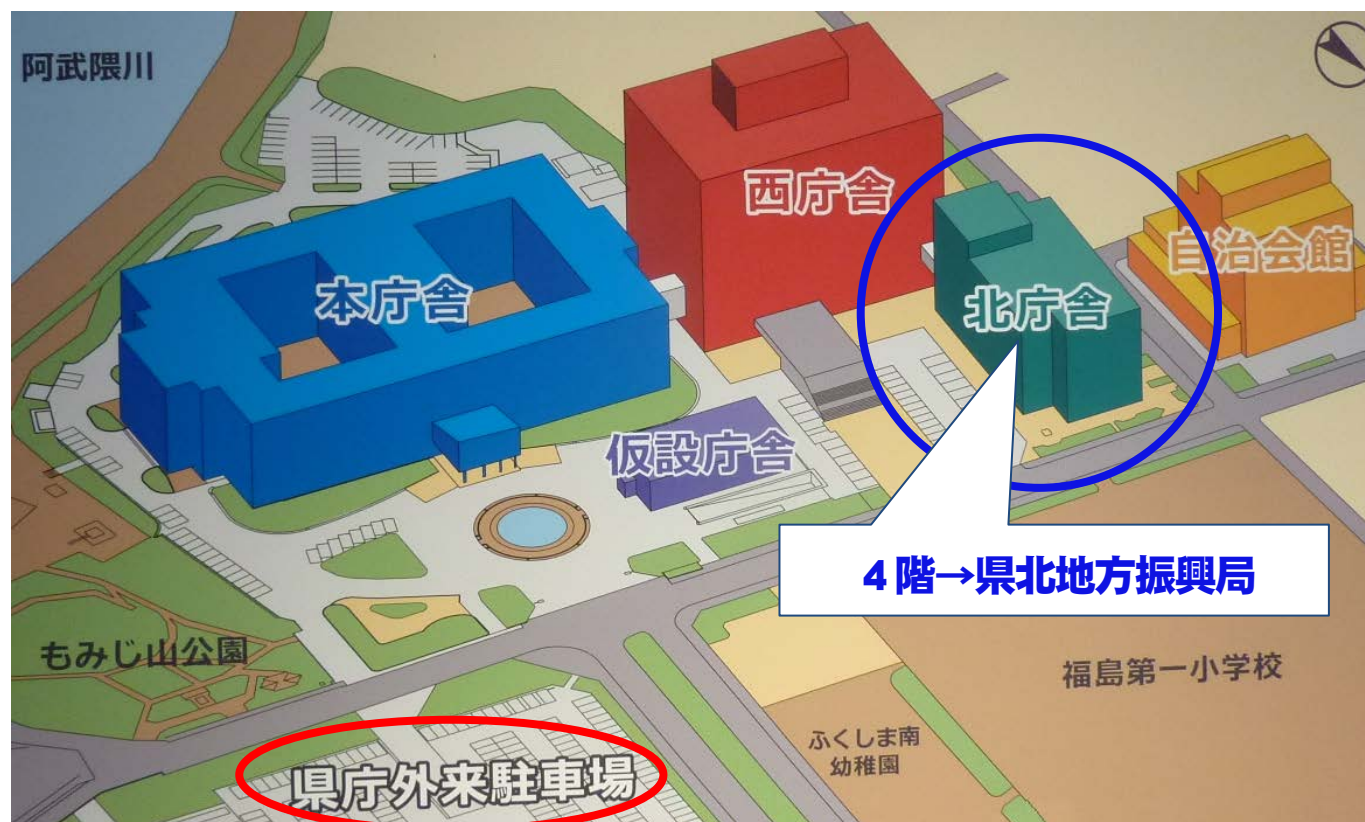 阿武隈川
西庁舎
自治会館
本庁舎
北庁舎
仮設庁舎
4階→県北地方振興局
もみじ山公園
福島第一小学校
ふくしま南
幼稚園
県庁外来駐車場